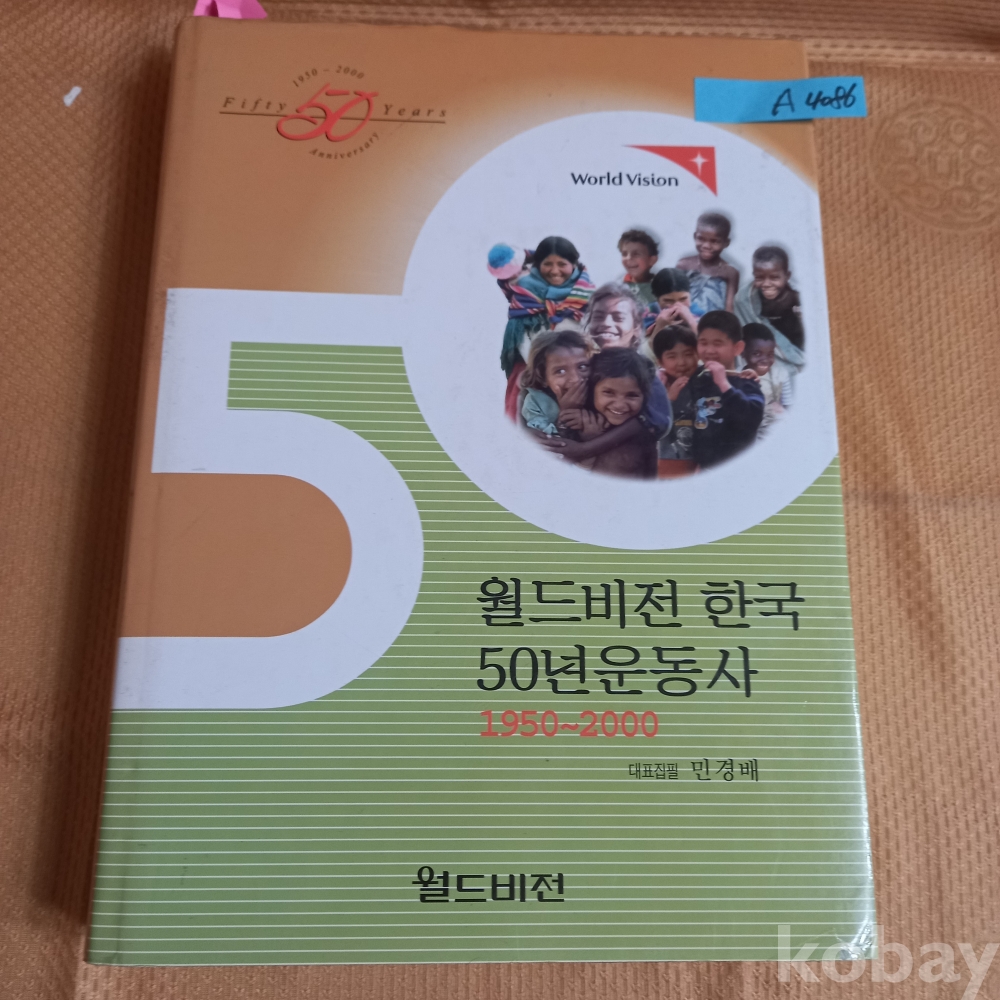 1950 ~ 2000
Fifty 50 Years
Anniversary
A 4086
World Vision
50
월드비전 한국
50년운동사
1950~2000
대표집필 민경배
월드비전
kobay